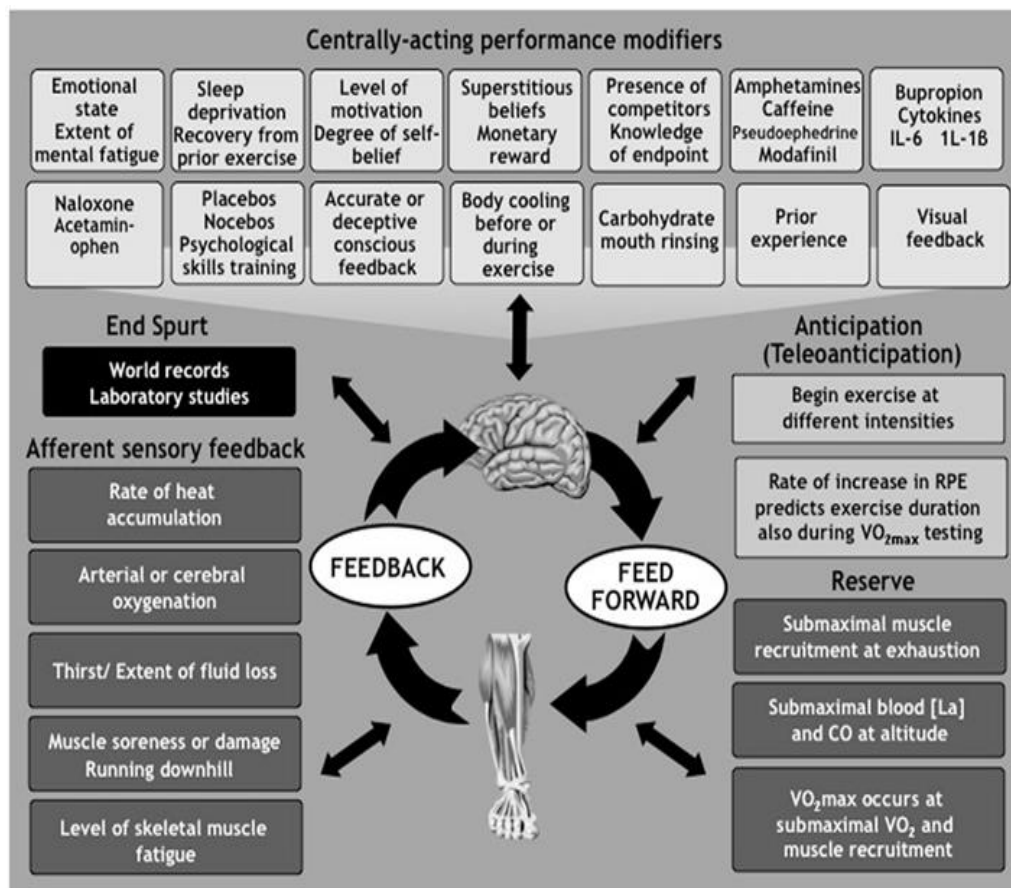 Centrally-acting performance modifiers
Emotional
state
Extent of
mental fatigue
Sleep
deprivation
Recovery from
prior exercise
Level of
motivation
Degree of self-
belief
Superstitious
beliefs
Monetary
reward
Presence of
competitors
Knowledge
of endpoint
Amphetamines
Caffeine
Pseudoephedrine
Modafinil
Bupropion
Cytokines
IL-6 1L-1ß
Naloxone
Acetamin-
ophen
Placebos
Nocebos
Psychological
skills training
Accurate or
deceptive
conscious
feedback
Body cooling
before or
during
exercise
Carbohydrate
mouth rinsing
Prior
experience
Visual
feedback
End Spurt
World records
Laboratory studies
Afferent sensory feedback
Rate of heat
accumulation
Arterial or cerebral
oxygenation
Thirst/ Extent of fluid loss
Muscle soreness or damage
Running downhill
Level of skeletal muscle
fatigue
FEEDBACK
FEED
FORWARD
Anticipation
(Teleoanticipation)
Begin exercise at
different intensities
Rate of increase in RPE
predicts exercise duration
also during VO₂max testing
Reserve
Submaximal muscle
recruitment at exhaustion
Submaximal blood [La]
and CO at altitude
VO₂max occurs at
submaximal VO₂ and
muscle recruitment